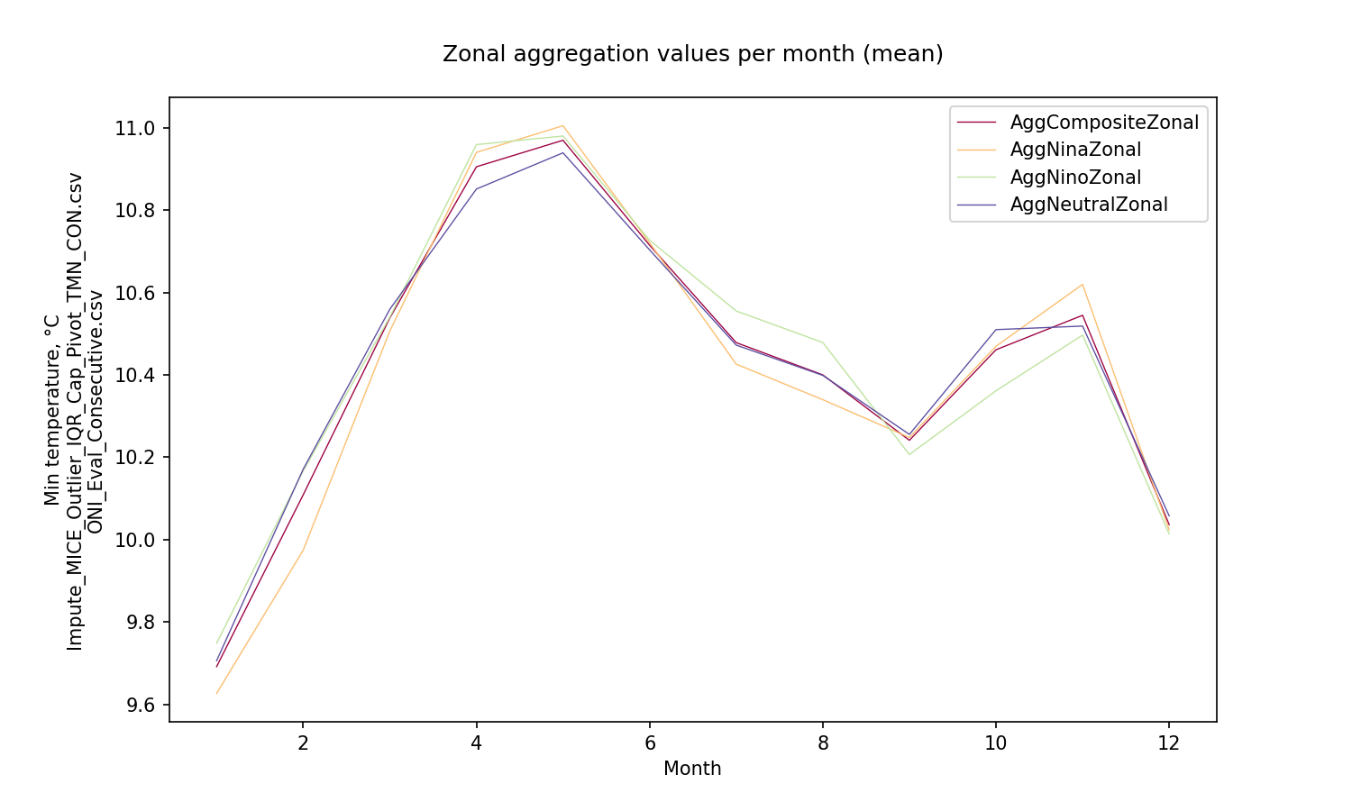 Zonal aggregation values per month (mean)
Min temperature, °C
Impute_MICE_Outlier_IQR_Cap_Pivot_TMN_CON.csv
ONI_Eval_Consecutive.csv
11.0
10.8
10.6
10.4
10.2
10.0
9.8
9.6
AggCompositeZonal
AggNinaZonal
AggNinoZonal
AggNeutralZonal
2 4 6 8 10 12
Month